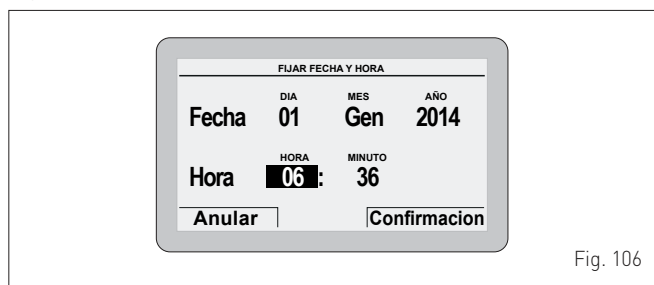 FIJAR FECHA Y HORA
DIA MES AÑO
Fecha 01 Gen 2014
HORA MINUTO
Hora 06 : 36
Anular Confirmacion
Fig. 106